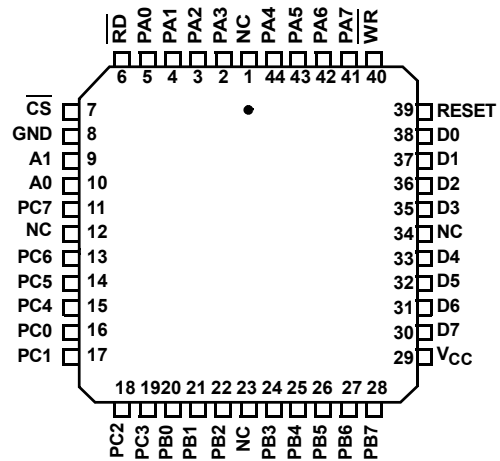 RD PA0 PA1 PA2 PA3 NC PA4 PA5 PA6 PA7 WR
6 5 4 3 2 1 44 43 42 41 40
CS 7 39 RESET
GND 8 38 D0
A1 9 37 D1
A0 10 36 D2
PC7 11 35 D3
NC 12 34 NC
PC6 13 33 D4
PC5 14 32 D5
PC4 15 31 D6
PC0 16 30 D7
PC1 17 29 VCC
18 19 20 21 22 23 24 25 26 27 28
PC2 PC3 PB0 PB1 PB2 NC PB3 PB4 PB5 PB6 PB7